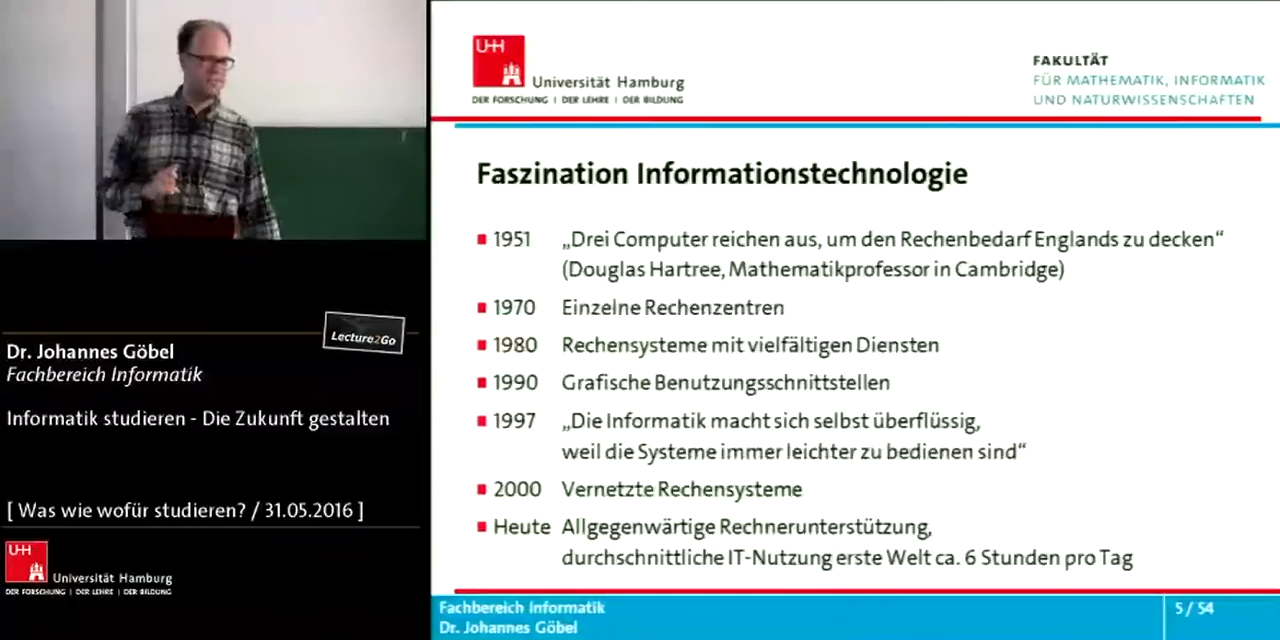 Lecture2Go
Dr. Johannes Göbel
Fachbereich Informatik
Informatik studieren - Die Zukunft gestalten
[ Was wie wofür studieren? / 31.05.2016 ]
UHH
Universität Hamburg
DER FORSCHUNG | DER LEHRE | DER BILDUNG
UHH
Universität Hamburg
DER FORSCHUNG | DER LEHRE | DER BILDUNG
FAKULTÄT
FÜR MATHEMATIK, INFORMATIK
UND NATURWISSENSCHAFTEN
Faszination Informationstechnologie
1951 „Drei Computer reichen aus, um den Rechenbedarf Englands zu decken“
(Douglas Hartree, Mathematikprofessor in Cambridge)
1970 Einzelne Rechenzentren
1980 Rechensysteme mit vielfältigen Diensten
1990 Grafische Benutzungsschnittstellen
1997 „Die Informatik macht sich selbst überflüssig,
weil die Systeme immer leichter zu bedienen sind“
2000 Vernetzte Rechensysteme
Heute Allgegenwärtige Rechnerunterstützung,
durchschnittliche IT-Nutzung erste Welt ca. 6 Stunden pro Tag
Fachbereich Informatik
Dr. Johannes Göbel
5 / 54